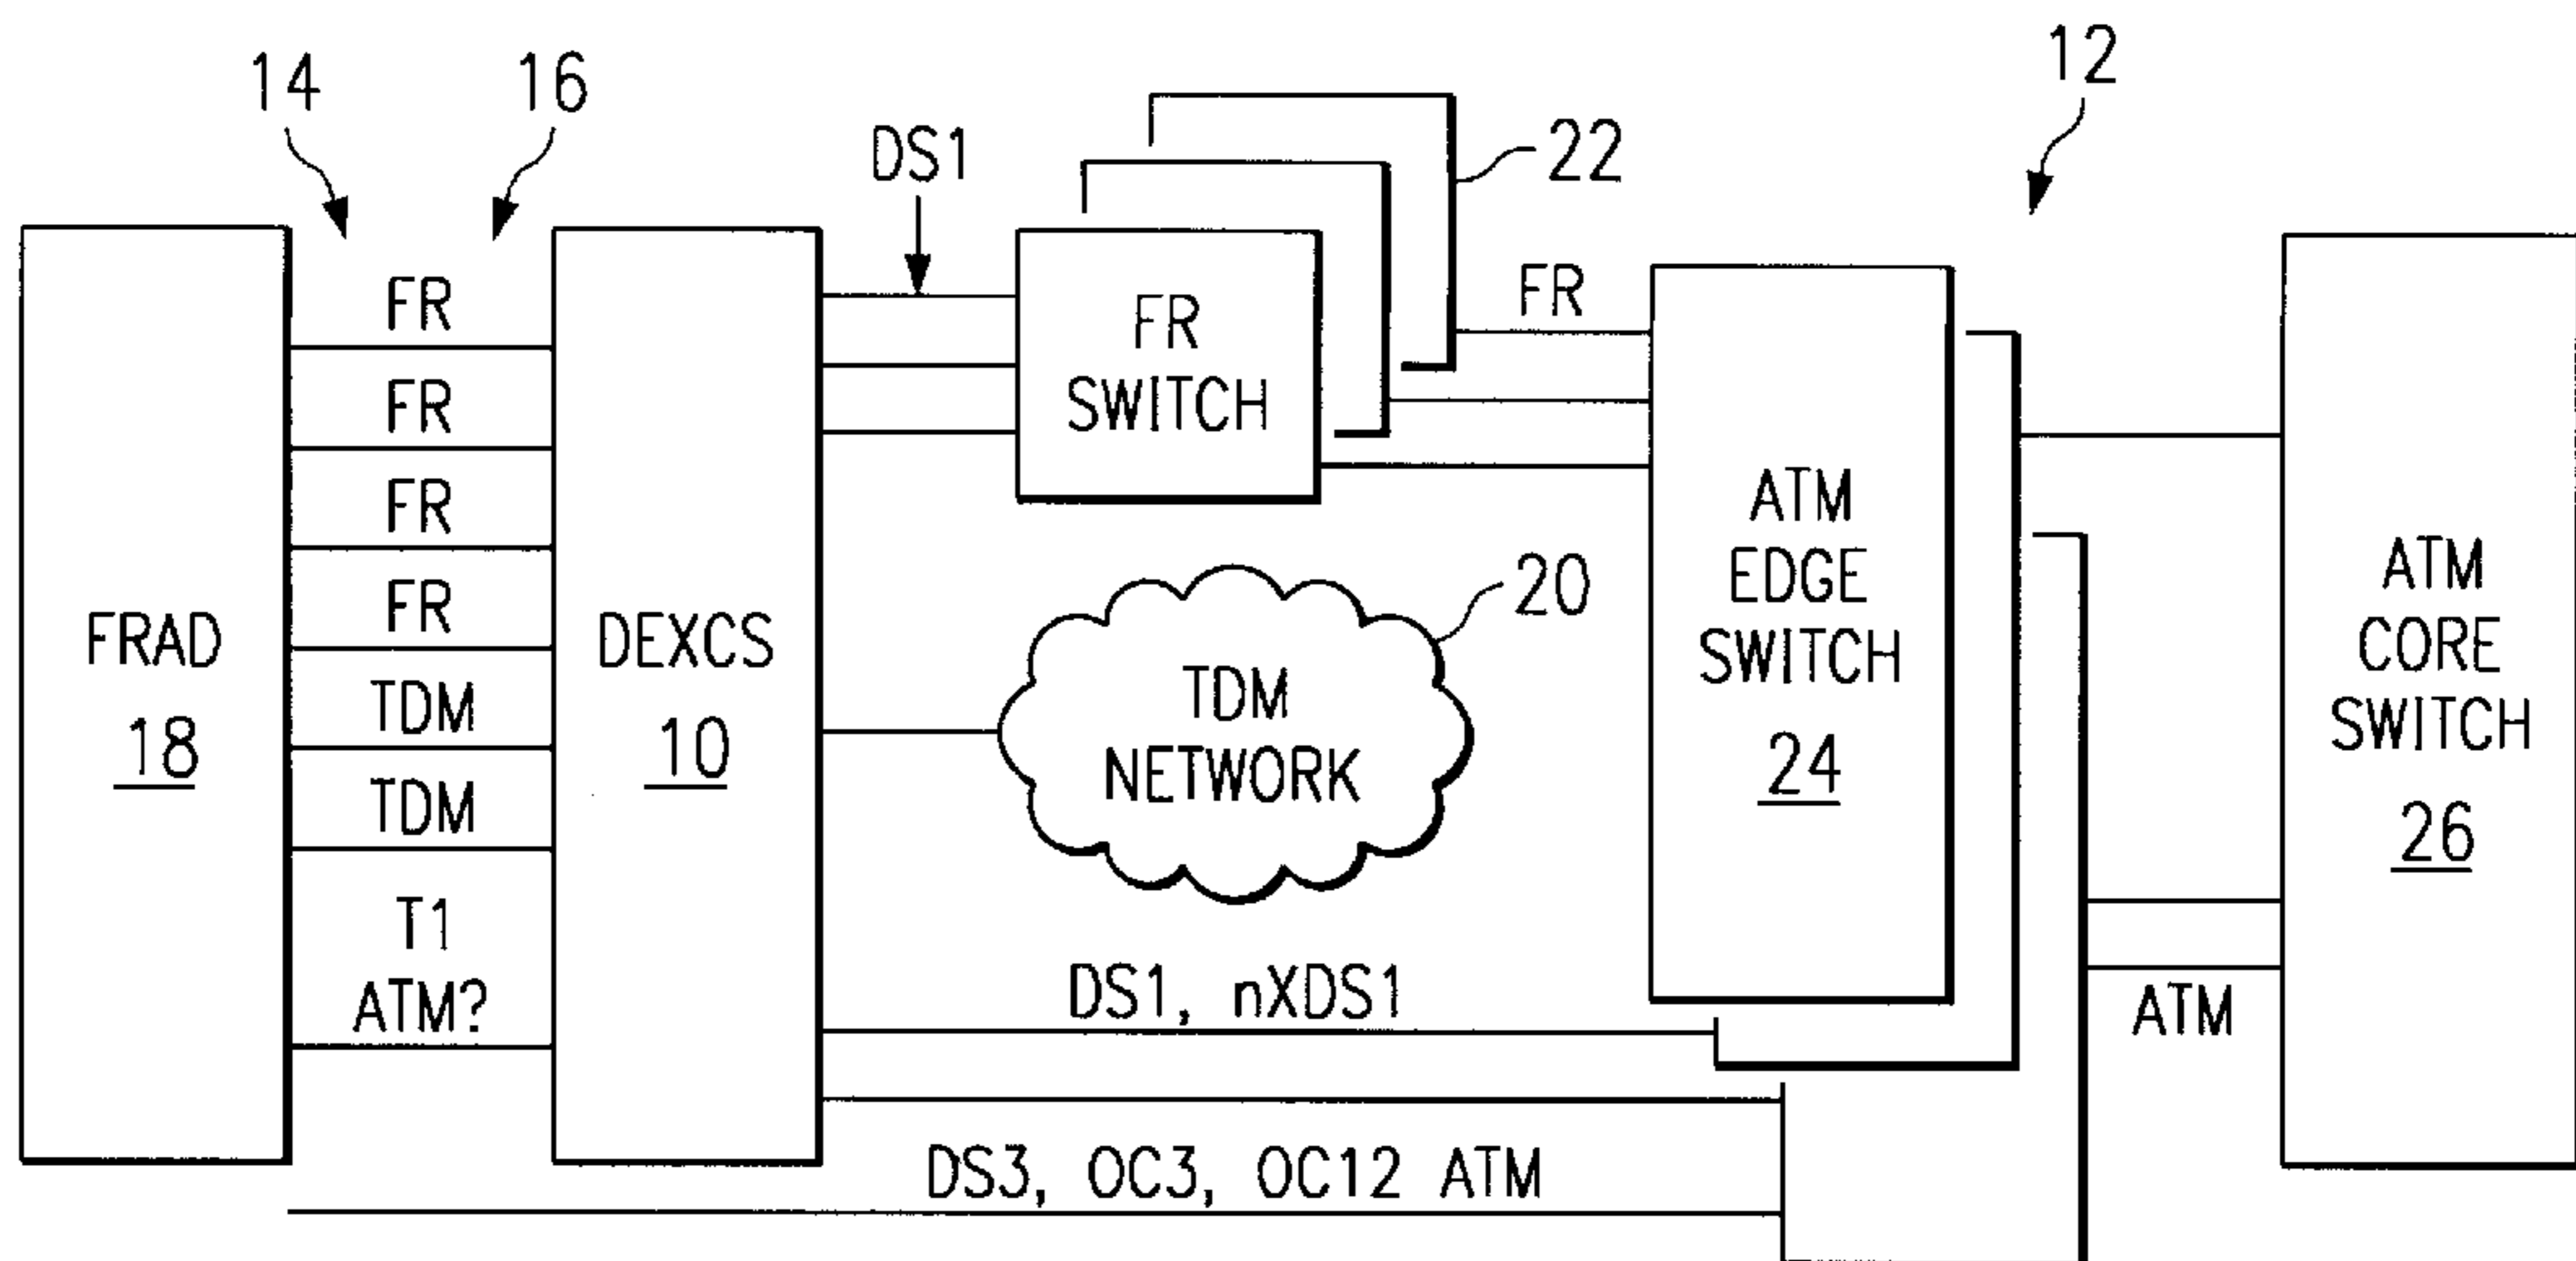 14
16
12
DS1
22
FR
FR
FR
FR
FR
TDM
TDM
T1
ATM?
FRAD
18
DEXCS
10
FR
SWITCH
20
TDM
NETWORK
ATM
EDGE
SWITCH
24
ATM
CORE
SWITCH
26
DS1, nXDS1
ATM
DS3, OC3, OC12 ATM